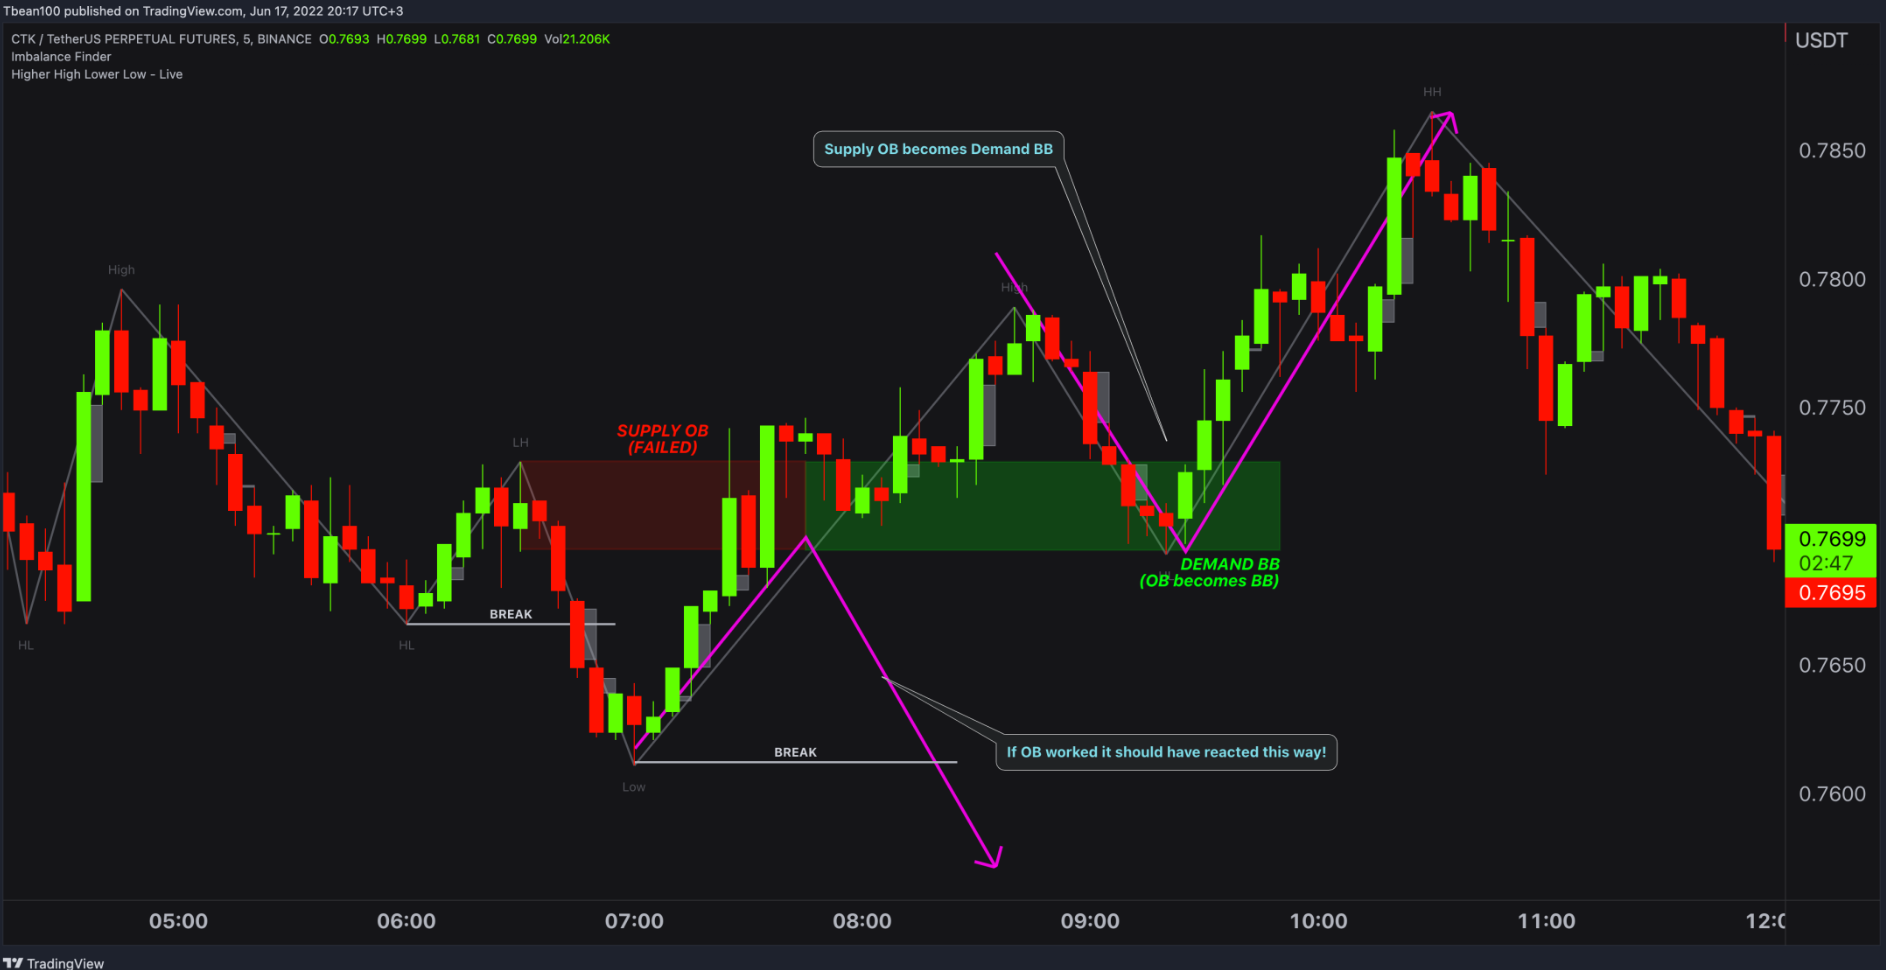 Tbean100 published on TradingView.com, Jun 17, 2022 20:17 UTC+3
CTK / TetherUS PERPETUAL FUTURES, 5, BINANCE O0.7693 H0.7699 L0.7681 C0.7699 Vol21.206K
Imbalance Finder
Higher High Lower Low - Live
USDT
HH
Supply OB becomes Demand BB
0.7850
High
0.7800
High
0.7750
SUPPLY OB
(FAILED)
LH
0.7699
02:47
DEMAND BB
(OB becomes BB)
HL
0.7695
BREAK
HL
HL
0.7650
BREAK
If OB worked it should have reacted this way!
Low
0.7600
05:00 06:00 07:00 08:00 09:00 10:00 11:00 12:0
TradingView